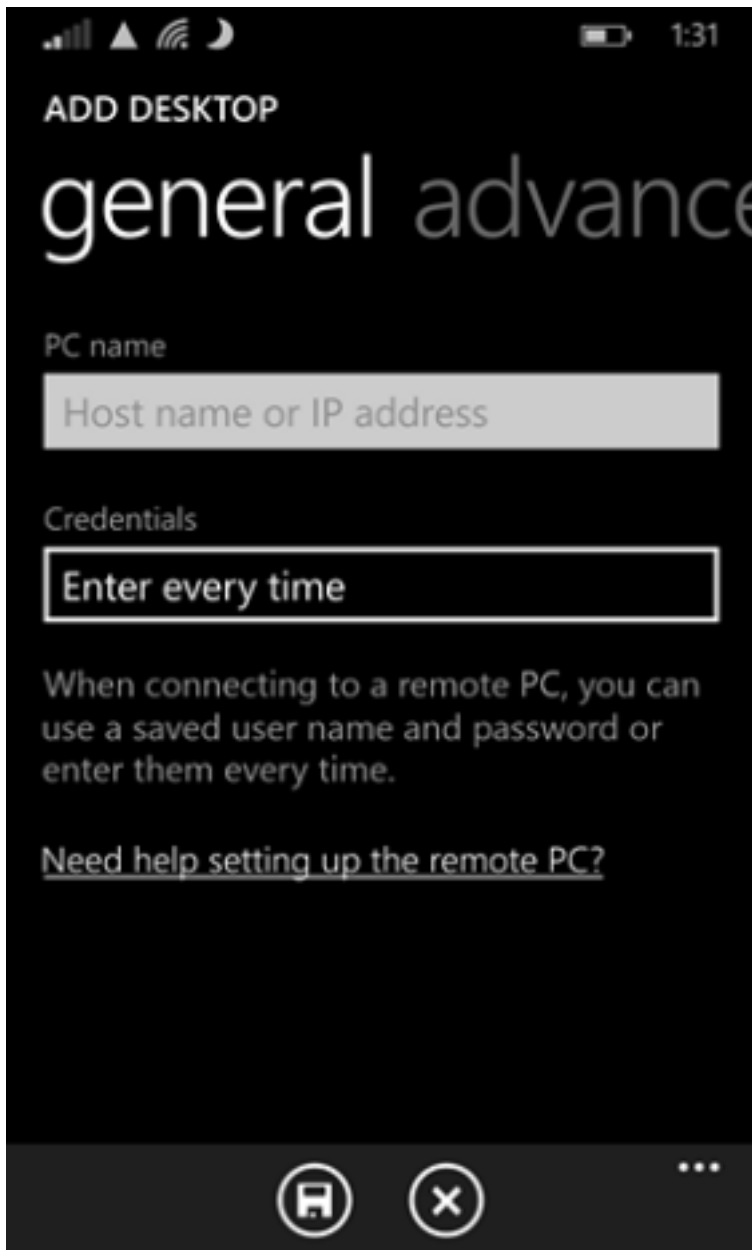 1:31
ADD DESKTOP
general advance
PC name
Host name or IP address
Credentials
Enter every time
When connecting to a remote PC, you can
use a saved user name and password or
enter them every time.
Need help setting up the remote PC?